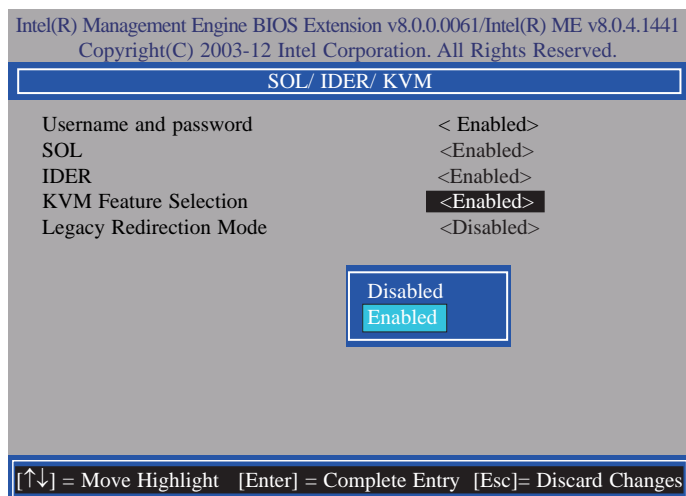 Intel(R) Management Engine BIOS Extension v8.0.0.0061/Intel(R) ME v8.0.4.1441
Copyright(C) 2003-12 Intel Corporation. All Rights Reserved.
SOL/ IDER/ KVM
Username and password < Enabled>
SOL <Enabled>
IDER <Enabled>
KVM Feature Selection <Enabled>
Legacy Redirection Mode <Disabled>
Disabled
Enabled
[↑↓] = Move Highlight [Enter] = Complete Entry [Esc]= Discard Changes